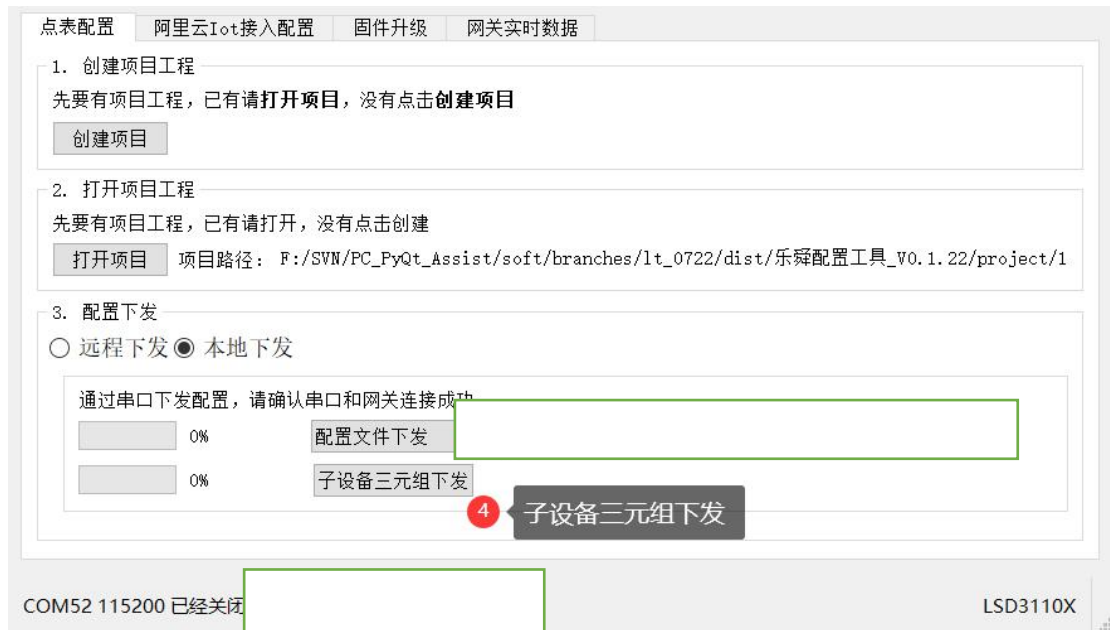 点表配置 阿里云Iot接入配置 固件升级 网关实时数据
1. 创建项目工程
先要有项目工程，已有请打开项目，没有点击创建项目
创建项目
2. 打开项目工程
先要有项目工程，已有请打开，没有点击创建
打开项目 项目路径： F:/SVN/PC_PyQt_Assist/soft/branches/lt_0722/dist/乐舜配置工具_V0.1.22/project/1
3. 配置下发
远程下发 本地下发
通过串口下发配置，请确认串口和网关连接成功
0% 配置文件下发
0% 子设备三元组下发
4 子设备三元组下发
COM52 115200 已经关闭
LSD3110X